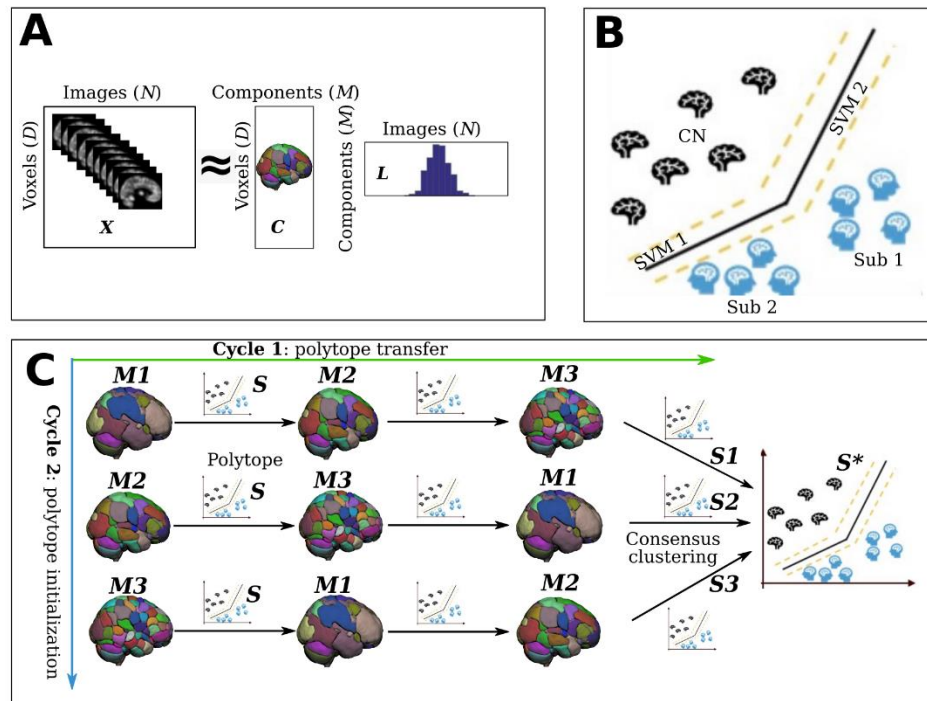 A
Images (N)
Components (M)
Voxels (D)
X
≈
Voxels (D)
C
Components (M)
Images (N)
L
B
CN
SVM 1
SVM 2
Sub 1
Sub 2
C
Cycle 1: polytope transfer
Cycle 2: polytope initialization
M1
S
M2
M3
S1
M2
Polytope
S
M3
M1
S2
Consensus
clustering
S*
M3
S
M1
M2
S3